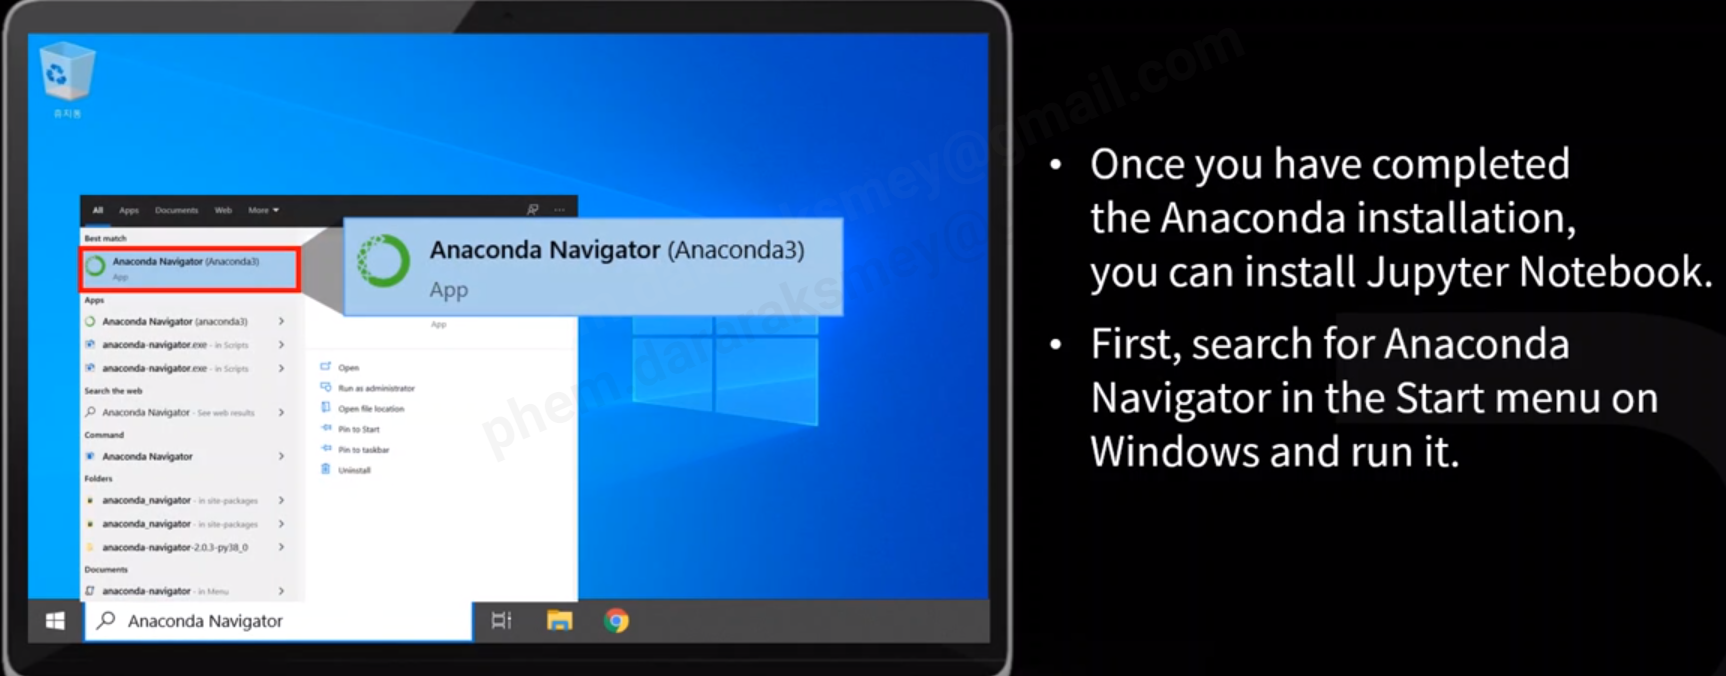 휴지통
All Apps Documents Web More
Best match
Anaconda Navigator (Anaconda3)
App
Apps
Anaconda Navigator (anaconda3)
anaconda-navigator.exe - in Scripts
anaconda-navigator.exe - in Scripts
Search the web
Anaconda Navigator - See web results
Command
Anaconda Navigator
Folders
anaconda_navigator - in site-packages
anaconda_navigator - in site-packages
anaconda-navigator-2.0.3-py38_0
Documents
anaconda-navigator - in Menu
Anaconda Navigator
Anaconda Navigator (Anaconda3)
App
App
Open
Run as administrator
Open file location
Pin to Start
Pin to taskbar
Uninstall
• Once you have completed
the Anaconda installation,
you can install Jupyter Notebook.
• First, search for Anaconda
Navigator in the Start menu on
Windows and run it.
phem.dararaksmey@gmail.com